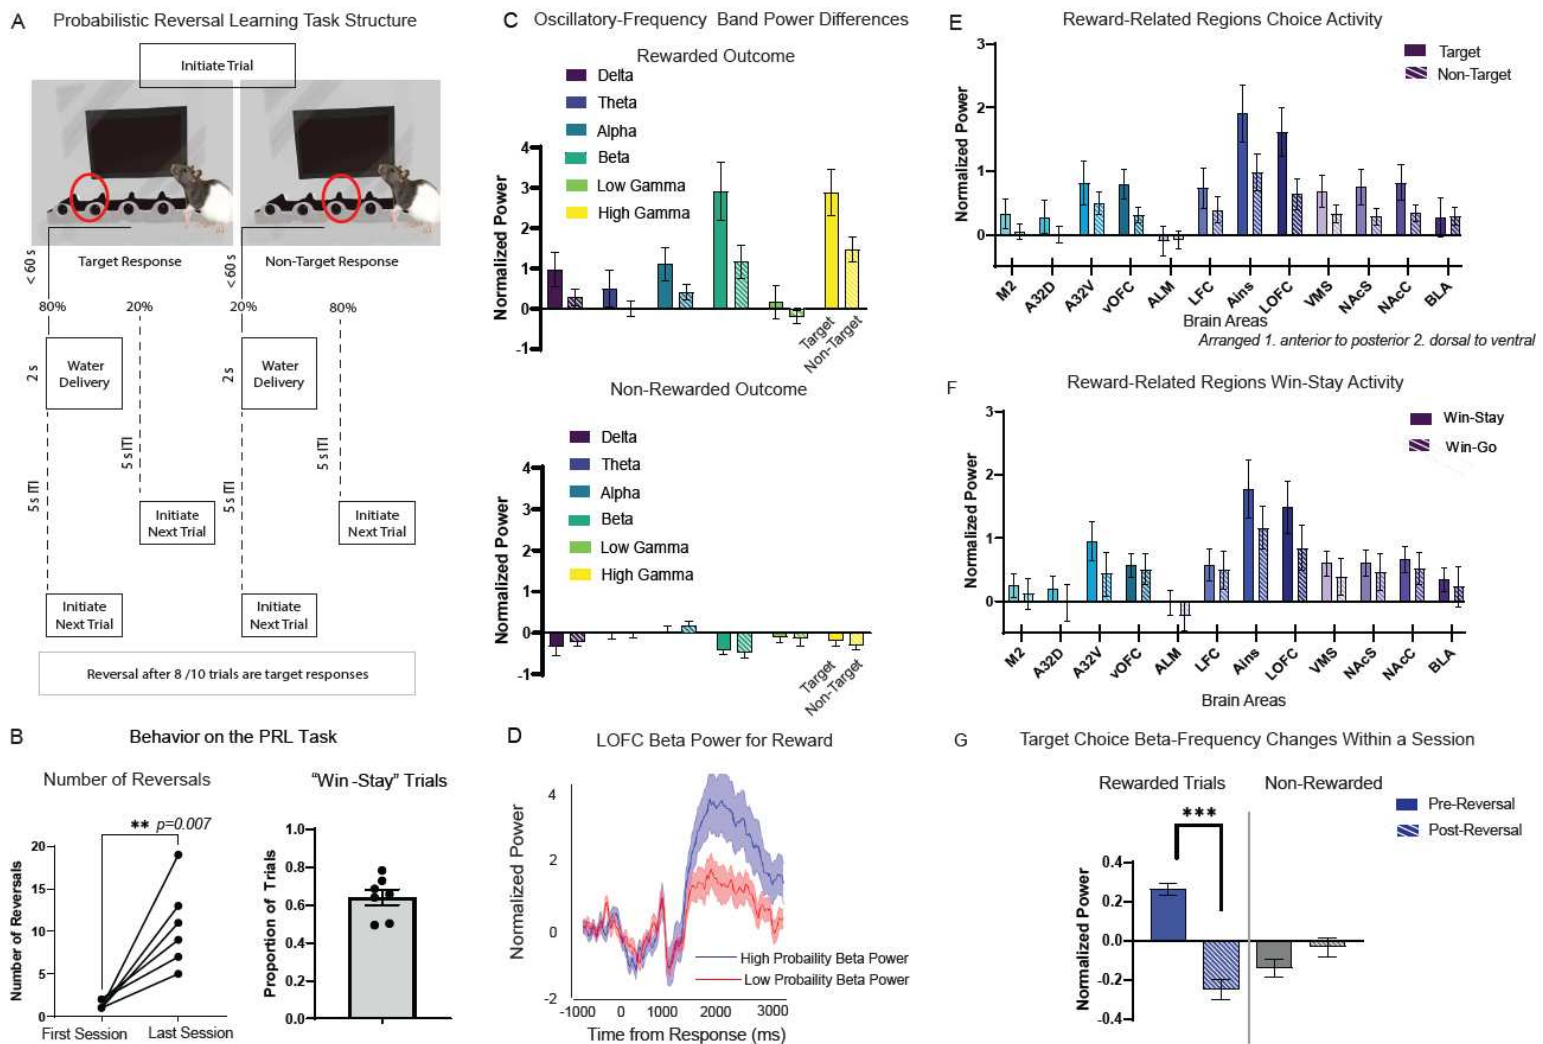 A
Probabilistic Reversal Learning Task Structure
Initiate Trial
< 60 s
Target Response
< 60 s
Non-Target Response
80%
20%
20%
80%
2 s
Water
Delivery
2s
Water
Delivery
5 s ITI
5 s ITI
5 s ITI
5 s ITI
Initiate
Next Trial
Initiate
Next Trial
Initiate
Next Trial
Initiate
Next Trial
Reversal after 8 /10 trials are target responses
B
Behavior on the PRL Task
Number of Reversals
** p=0.007
Number of Reversals
20
15
10
5
0
First Session
Last Session
“Win -Stay” Trials
Proportion of Trials
1.0
0.8
0.6
0.4
0.2
0.0
C
Oscillatory-Frequency Band Power Differences
Rewarded Outcome
Delta
Theta
Alpha
Beta
Low Gamma
High Gamma
Normalized Power
4
3
2
1
0
-1
Target
Non-Target
Non-Rewarded Outcome
Delta
Theta
Alpha
Beta
Low Gamma
High Gamma
Normalized Power
4
3
2
1
0
-1
Target
Non-Target
D
LOFC Beta Power for Reward
Normalized Power
4
2
0
-2
High Probaility Beta Power
Low Probaility Beta Power
-1000
0
1000
2000
3000
Time from Response (ms)
E
Reward-Related Regions Choice Activity
Target
Non-Target
Normalized Power
3
2
1
0
M2
A32D
A32V
vOFC
ALM
LFC
Ains
LOFC
VMS
NAcS
NAcC
BLA
Brain Areas
Arranged 1. anterior to posterior 2. dorsal to ventral
F
Reward-Related Regions Win-Stay Activity
Win-Stay
Win-Go
Normalized Power
3
2
1
0
M2
A32D
A32V
vOFC
ALM
LFC
Ains
LOFC
VMS
NAcS
NAcC
BLA
Brain Areas
G
Target Choice Beta-Frequency Changes Within a Session
Rewarded Trials
Non-Rewarded
Pre-Reversal
Post-Reversal
***
Normalized Power
0.4
0.2
0.0
-0.2
-0.4